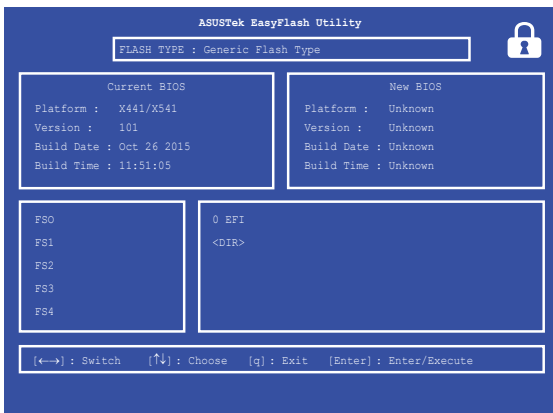 ASUSTek EasyFlash Utility
FLASH TYPE : Generic Flash Type
Current BIOS
Platform : X441/X541
Version : 101
Build Date : Oct 26 2015
Build Time : 11:51:05
New BIOS
Platform : Unknown
Version : Unknown
Build Date : Unknown
Build Time : Unknown
FSO
FS1
FS2
FS3
FS4
0 EFI
<DIR>
[←→] : Switch [↑↓] : Choose [q] : Exit [Enter] : Enter/Execute